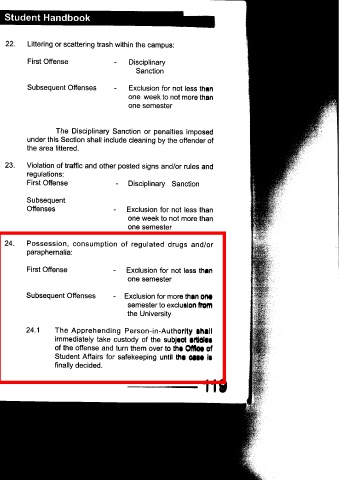 Student Handbook
22. Littering or scattering trash within the campus:
First Offense - Disciplinary
Sanction
Subsequent Offenses - Exclusion for not less than
one week to not more than
one semester
The Disciplinary Sanction or penalties imposed
under this Section shall include cleaning by the offender of
the area littered.
23. Violation of traffic and other posted signs and/or rules and
regulations:
First Offense - Disciplinary Sanction
Subsequent
Offenses - Exclusion for not less than
one week to not more than
one semester
24. Possession, consumption of regulated drugs and/or
paraphernalia:
First Offense - Exclusion for not less than
one semester
Subsequent Offenses - Exclusion for more than one
semester to exclusion from
the University
24.1 The Apprehending Person-in-Authority shall
immediately take custody of the subject articles
of the offense and turn them over to the Office of
Student Affairs for safekeeping until the case is
finally decided.
119